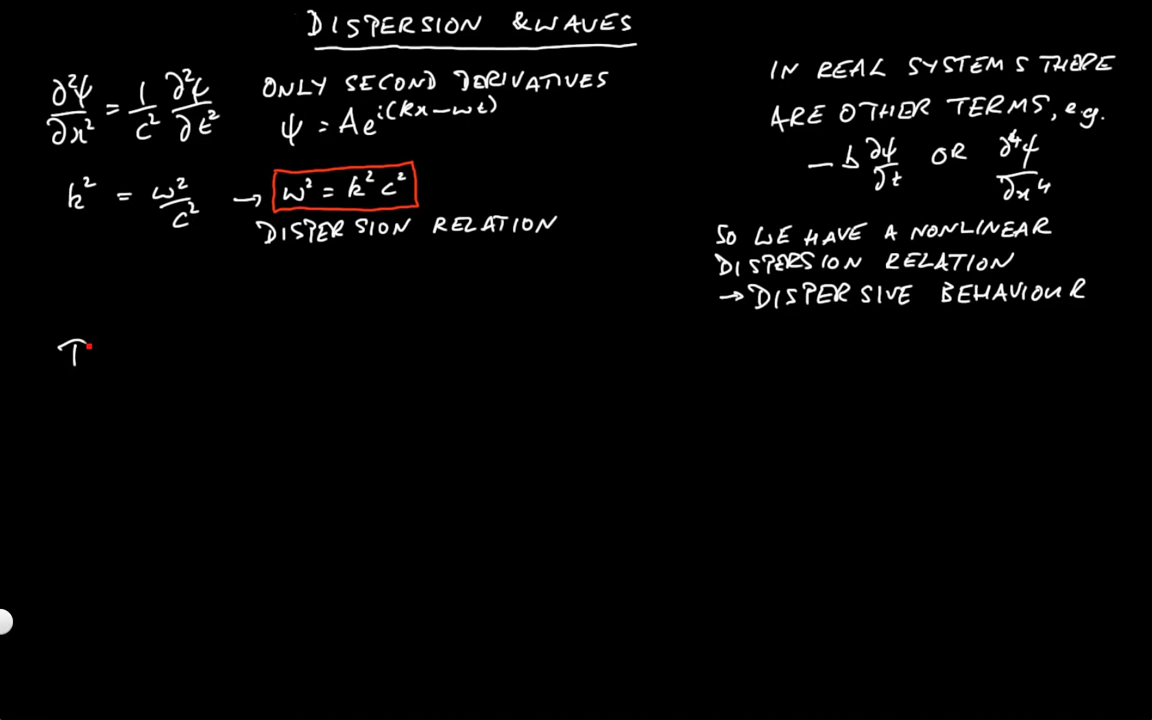 DISPERSION & WAVES
∂²ψ/∂x² = 1/c² ∂²ψ/∂t²
ONLY SECOND DERIVATIVES
ψ = Ae^i(kx-ωt)
k² = ω²/c² → ω² = k² c²
DISPERSION RELATION
IN REAL SYSTEMS THERE
ARE OTHER TERMS, e.g.
- b ∂ψ/∂t OR ∂⁴ψ/∂x⁴
SO WE HAVE A NONLINEAR
DISPERSION RELATION
→ DISPERSIVE BEHAVIOUR
T